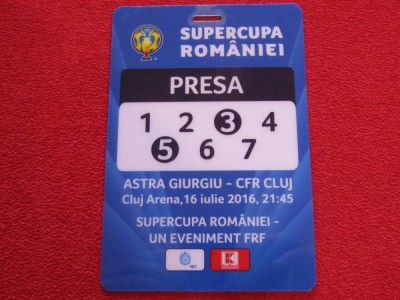 SUPERCUPA
ROMÂNIEI
PRESA
1 2 3 4
5 6 7
ASTRA GIURGIU – CFR CLUJ
Cluj Arena,16 iulie 2016, 21:45
SUPERCUPA ROMÂNIEI –
UN EVENIMENT FRF